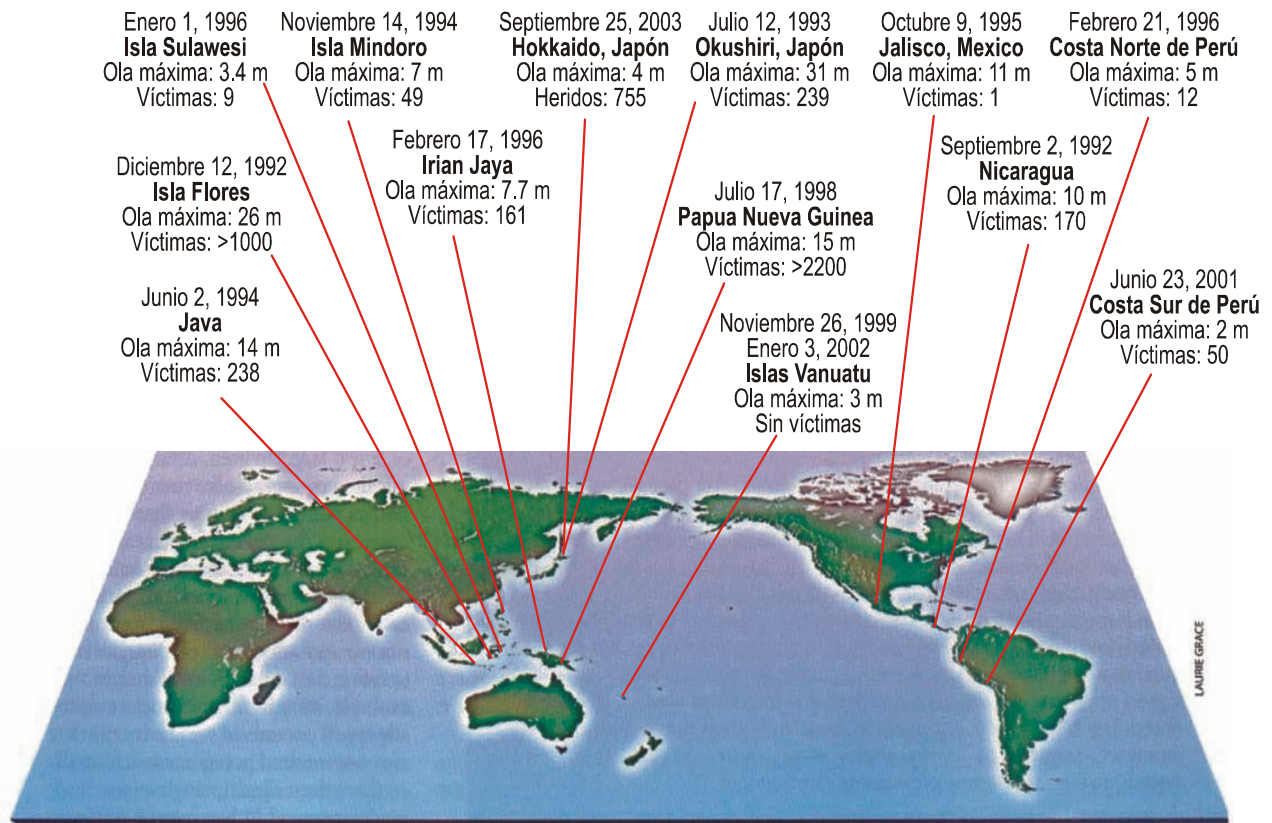 Enero 1, 1996
Isla Sulawesi
Ola máxima: 3.4 m
Víctimas: 9
Noviembre 14, 1994
Isla Mindoro
Ola máxima: 7 m
Víctimas: 49
Septiembre 25, 2003
Hokkaido, Japón
Ola máxima: 4 m
Heridos: 755
Julio 12, 1993
Okushiri, Japón
Ola máxima: 31 m
Víctimas: 239
Octubre 9, 1995
Jalisco, Mexico
Ola máxima: 11 m
Víctimas: 1
Febrero 21, 1996
Costa Norte de Perú
Ola máxima: 5 m
Víctimas: 12
Diciembre 12, 1992
Isla Flores
Ola máxima: 26 m
Víctimas: >1000
Febrero 17, 1996
Irian Jaya
Ola máxima: 7.7 m
Víctimas: 161
Julio 17, 1998
Papua Nueva Guinea
Ola máxima: 15 m
Víctimas: >2200
Septiembre 2, 1992
Nicaragua
Ola máxima: 10 m
Víctimas: 170
Junio 2, 1994
Java
Ola máxima: 14 m
Víctimas: 238
Noviembre 26, 1999
Enero 3, 2002
Islas Vanuatu
Ola máxima: 3 m
Sin víctimas
Junio 23, 2001
Costa Sur de Perú
Ola máxima: 2 m
Víctimas: 50
LAURIE GRACE